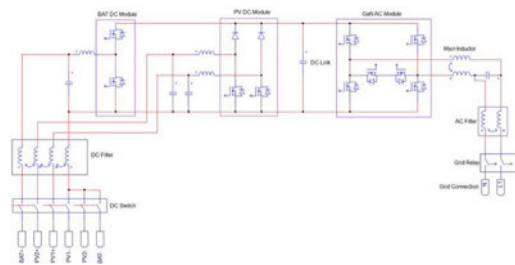 BAT DC Module
PV DC Module
GaN AC Module
DC Link
Main Inductor
AC Filter
DC Filter
Grid Relay
DC Switch
Grid Connection
N
L1
BAT+
PV2+
PV1+
PV1-
PV2-
BAT-